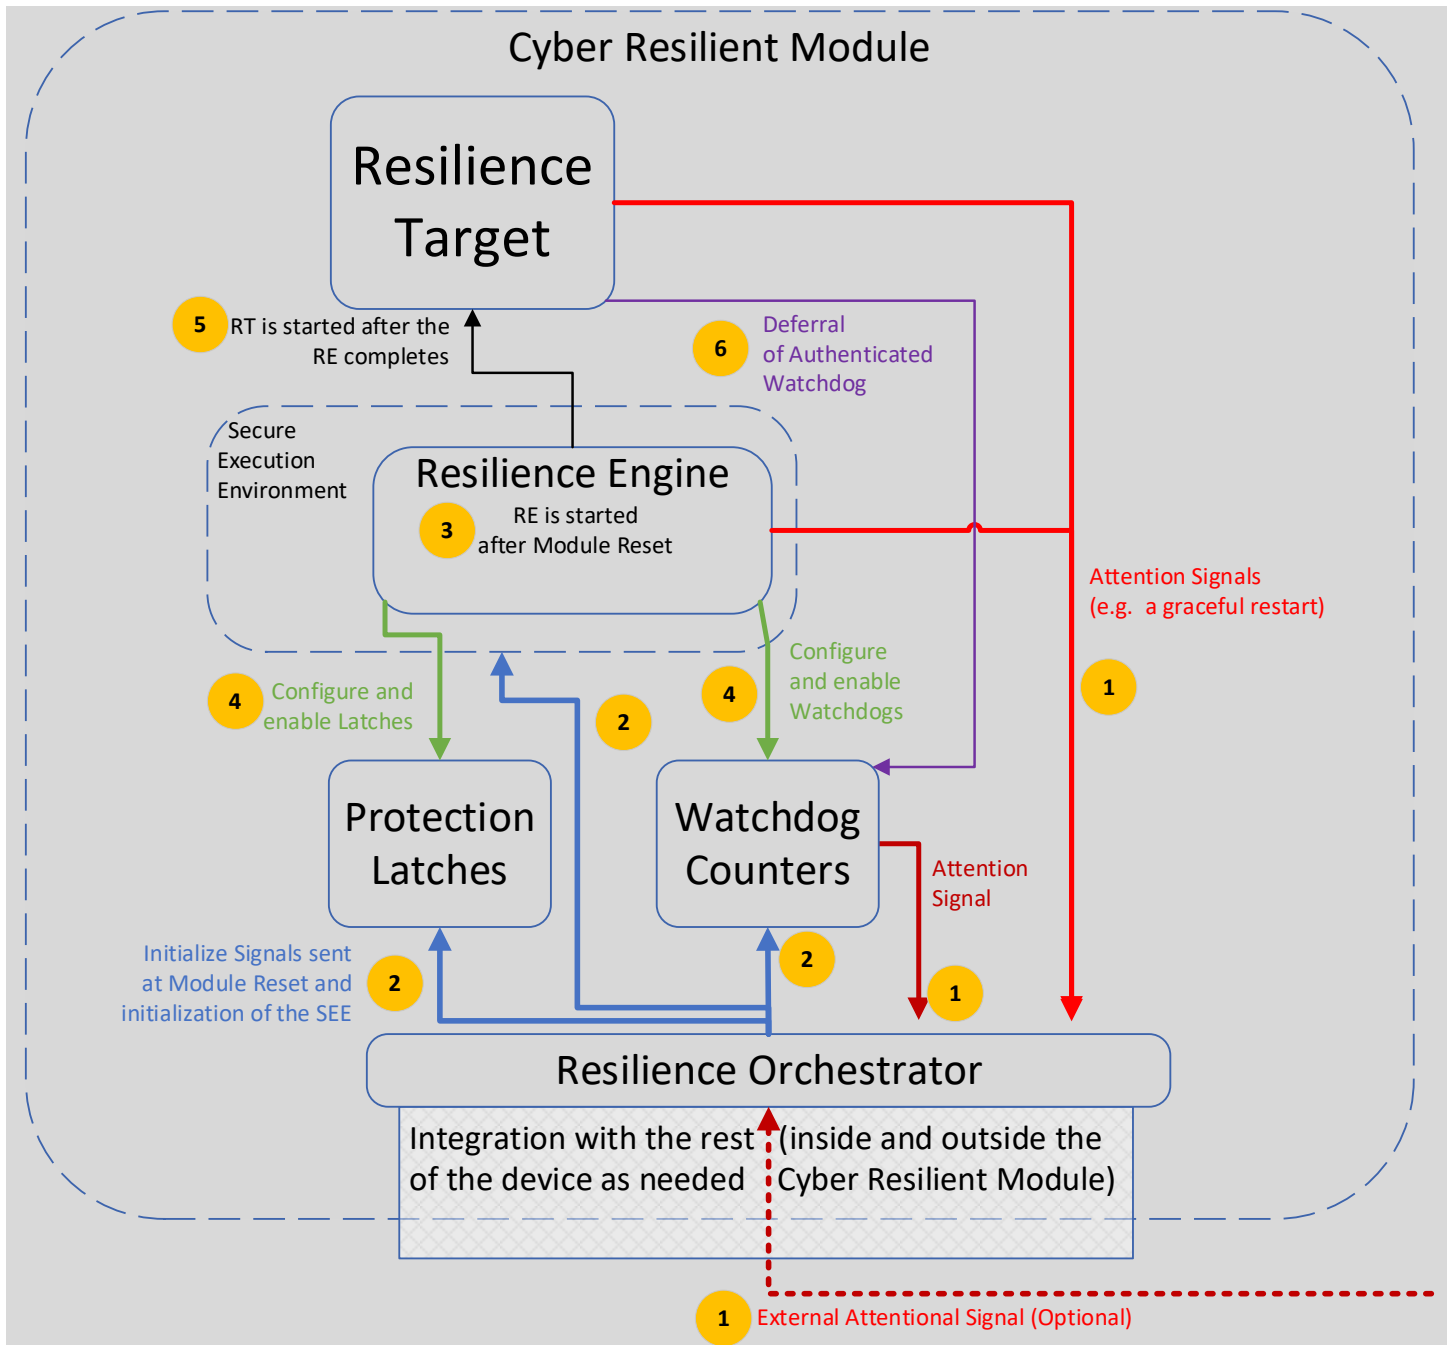 Cyber Resilient Module
Resilience
Target
5
RT is started after the
RE completes
6
Deferral
of Authenticated
Watchdog
Secure
Execution
Environment
Resilience Engine
3
RE is started
after Module Reset
Attention Signals
(e.g. a graceful restart)
1
4
Configure and
enable Latches
2
4
Configure
and enable
Watchdogs
Protection
Latches
Watchdog
Counters
Attention
Signal
Initialize Signals sent
at Module Reset and
initialization of the SEE
2
2
1
Resilience Orchestrator
Integration with the rest (inside and outside the
of the device as needed Cyber Resilient Module)
1
External Attentional Signal (Optional)